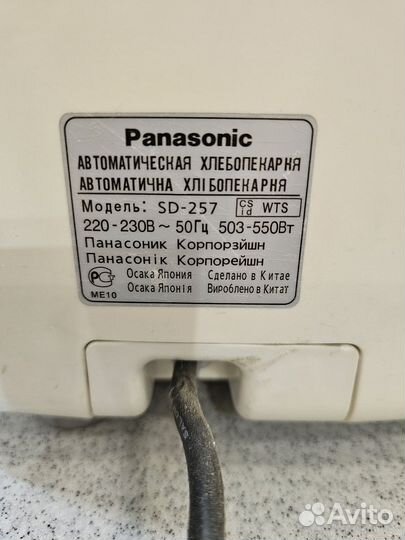 Panasonic
АВТОМАТИЧЕСКАЯ ХЛЕБОПЕКАРНЯ
АВТОМАТИЧНА ХЛІБОПЕКАРНЯ
Модель: SD-257 CS id WTS
220-230В ~ 50Гц 503-550Вт
Панасоник Корпорэйшн
Панасонік Корпорейшн
Осака Япония Сделано в Китае
Осака Японія Вироблено в Китаї
МЕ10
Avito